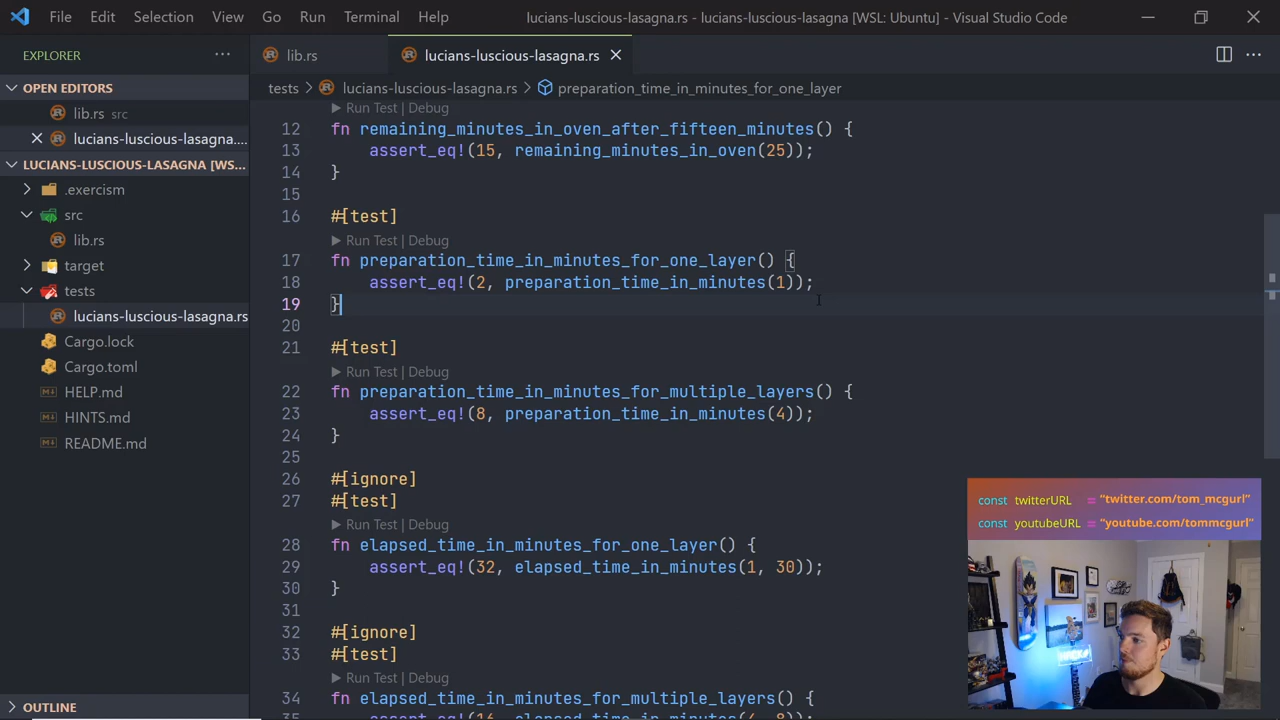 File Edit Selection View Go Run Terminal Help lucians-luscious-lasagna.rs - lucians-luscious-lasagna [WSL: Ubuntu] - Visual Studio Code
EXPLORER ···
lib.rs
lucians-luscious-lasagna.rs
OPEN EDITORS
lib.rs src
lucians-luscious-lasagna....
LUCIANS-LUSCIOUS-LASAGNA [WS...
.exercism
src
lib.rs
target
tests
lucians-luscious-lasagna.rs
Cargo.lock
Cargo.toml
HELP.md
HINTS.md
README.md
OUTLINE
tests > lucians-luscious-lasagna.rs > preparation_time_in_minutes_for_one_layer
Run Test | Debug
12 fn remaining_minutes_in_oven_after_fifteen_minutes() {
13 assert_eq!(15, remaining_minutes_in_oven(25));
14 }
15
16 #[test]
Run Test | Debug
17 fn preparation_time_in_minutes_for_one_layer() {
18 assert_eq!(2, preparation_time_in_minutes(1));
19 }
20
21 #[test]
Run Test | Debug
22 fn preparation_time_in_minutes_for_multiple_layers() {
23 assert_eq!(8, preparation_time_in_minutes(4));
24 }
25
26 #[ignore]
27 #[test]
Run Test | Debug
28 fn elapsed_time_in_minutes_for_one_layer() {
29 assert_eq!(32, elapsed_time_in_minutes(1, 30));
30 }
31
32 #[ignore]
33 #[test]
Run Test | Debug
34 fn elapsed_time_in_minutes_for_multiple_layers() {
35 assert_eq!(16, elapsed_time_in_minutes(4, 8));
const twitterURL = "twitter.com/tom_mcgurl"
const youtubeURL = "youtube.com/tommcgurl"